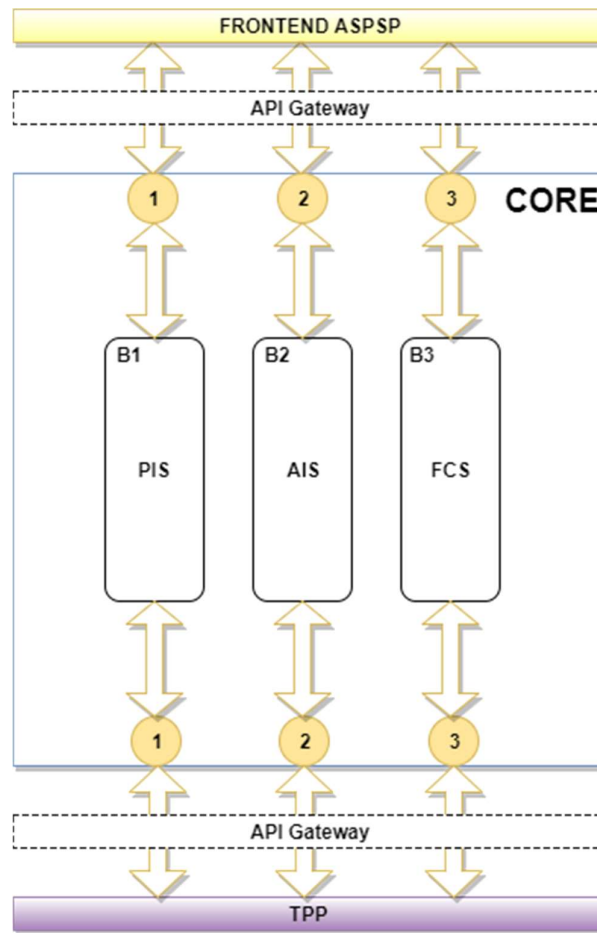 FRONTEND ASPSP
API Gateway
1 2 3 CORE
B1 B2 B3
PIS AIS FCS
1 2 3
API Gateway
TPP